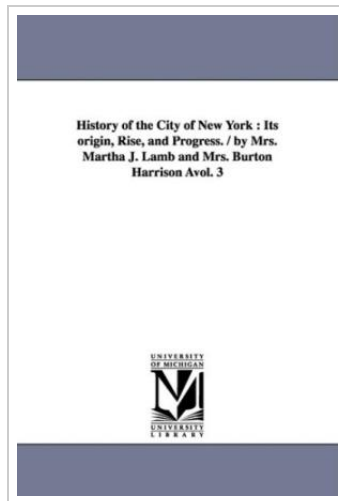 History of the City of New York : Its
origin, Rise, and Progress. / by Mrs.
Martha J. Lamb and Mrs. Burton
Harrison Avol. 3
UNIVERSITY
OF MICHIGAN
UNIVERSITY
LIBRARY